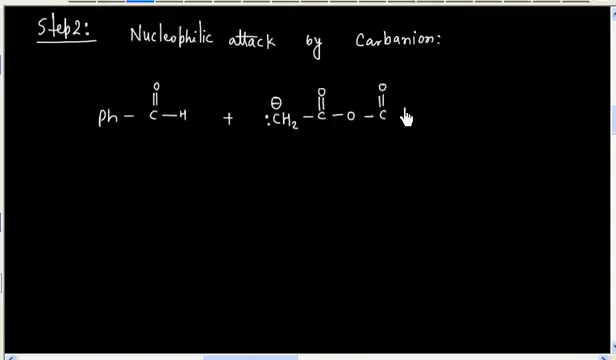 Step2: Nucleophilic attack by Carbanion:
O O O
Ph - C - H + :CH2 - C - O - C